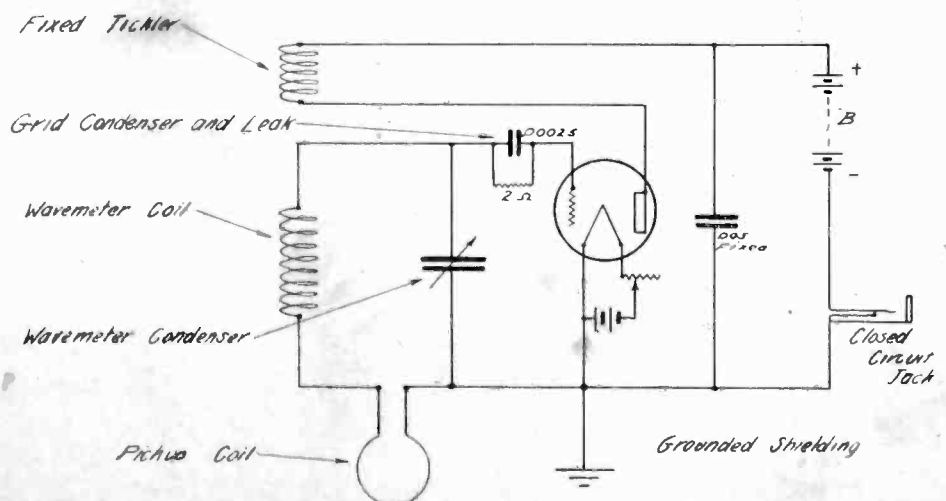 Fixed Tickler
Grid Condenser and Leak
.00025
2 Ω
+
B
-
Wavemeter Coil
.005
Fixed
Wavemeter Condenser
Closed
Circuit
Jack
Pickup Coil
Grounded Shielding